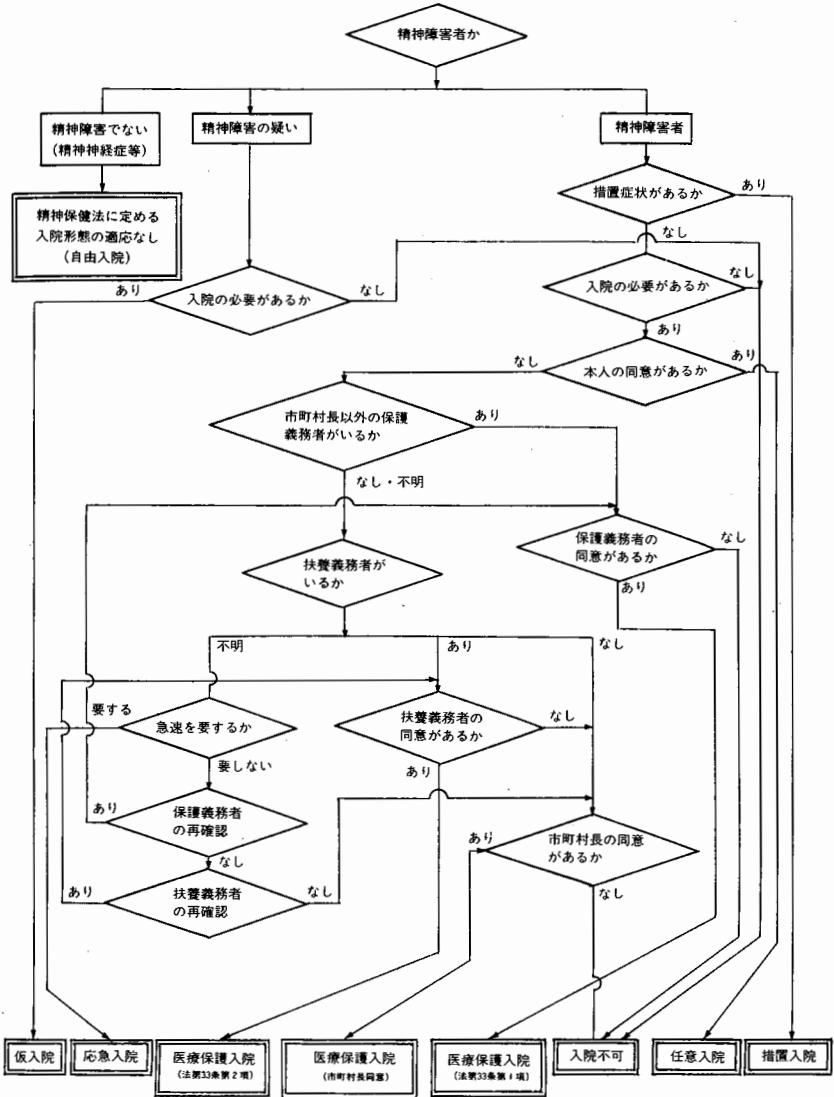 精神障害者か
精神障害でない
(精神神経症等)
精神障害の疑い
精神障害者
措置症状があるか
あり
なし
精神保健法に定める
入院形態の適応なし
(自由入院)
あり
入院の必要があるか
なし
入院の必要があるか
なし
あり
なし
本人の同意があるか
あり
市町村長以外の保護
義務者がいるか
あり
なし・不明
保護義務者の
同意があるか
なし
あり
扶養義務者が
いるか
不明
あり
なし
要する
急速を要するか
要しない
扶養義務者の
同意があるか
なし
あり
あり
保護義務者
の再確認
なし
あり
市町村長の同意
があるか
なし
あり
扶養義務者
の再確認
なし
仮入院
応急入院
医療保護入院
(法第33条第2項)
医療保護入院
(市町村長同意)
医療保護入院
(法第33条第1項)
入院不可
任意入院
措置入院